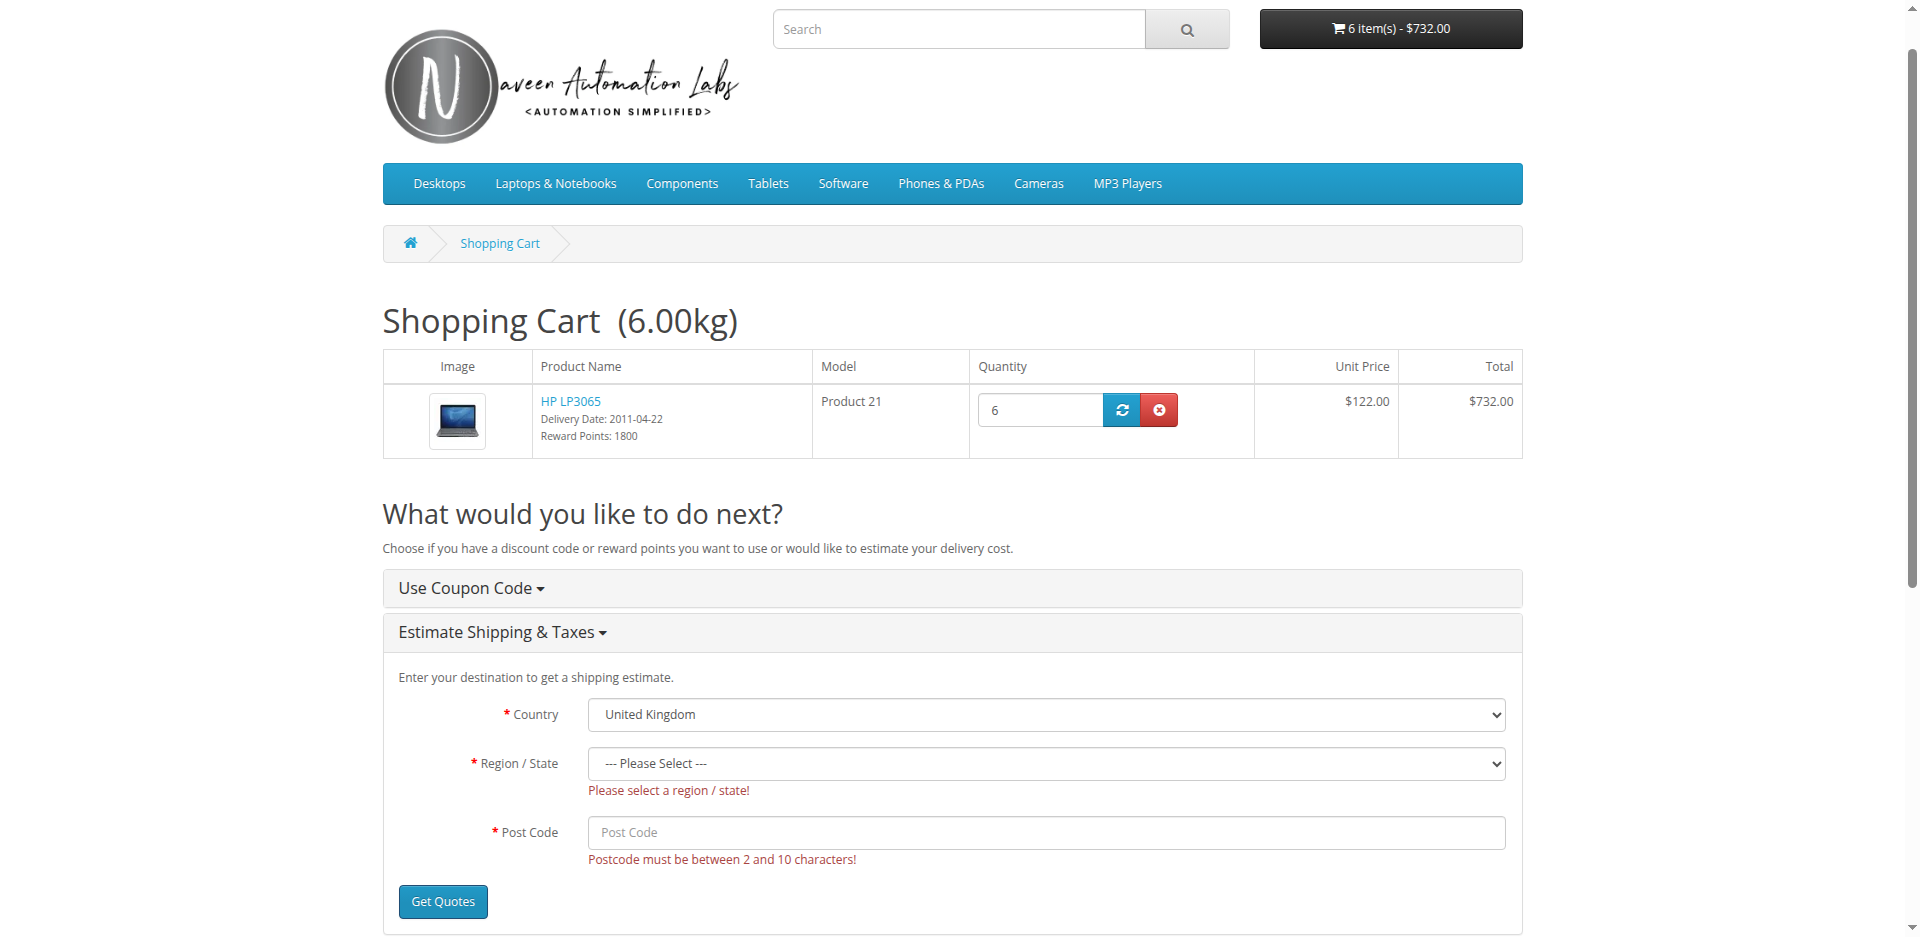 Search
6 item(s) - $732.00
N
aveen Automation Labs
<AUTOMATION SIMPLIFIED>
Desktops Laptops & Notebooks Components Tablets Software Phones & PDAs Cameras MP3 Players
Shopping Cart
Shopping Cart (6.00kg)
Image Product Name Model Quantity Unit Price Total
HP LP3065 Product 21 6 $122.00 $732.00
Delivery Date: 2011-04-22
Reward Points: 1800
What would you like to do next?
Choose if you have a discount code or reward points you want to use or would like to estimate your delivery cost.
Use Coupon Code
Estimate Shipping & Taxes
Enter your destination to get a shipping estimate.
* Country United Kingdom
* Region / State --- Please Select ---
Please select a region / state!
* Post Code Post Code
Postcode must be between 2 and 10 characters!
Get Quotes